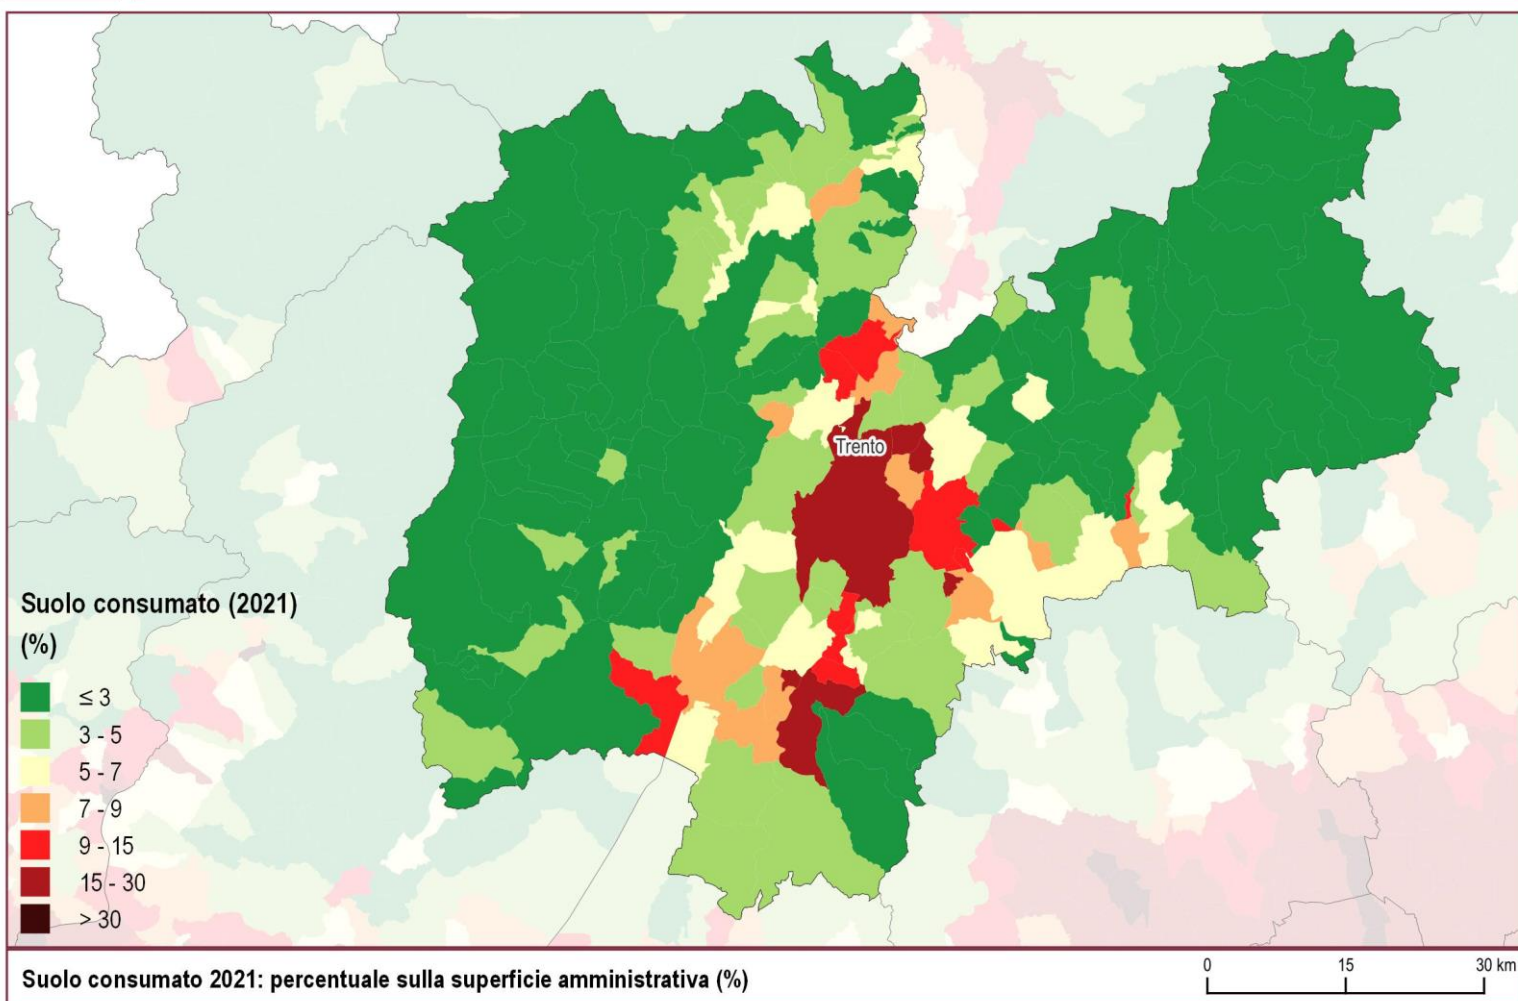 Trento
Suolo consumato (2021)
(%)
≤ 3
3 - 5
5 - 7
7 - 9
9 - 15
15 - 30
> 30
Suolo consumato 2021: percentuale sulla superficie amministrativa (%)
0 15 30 km